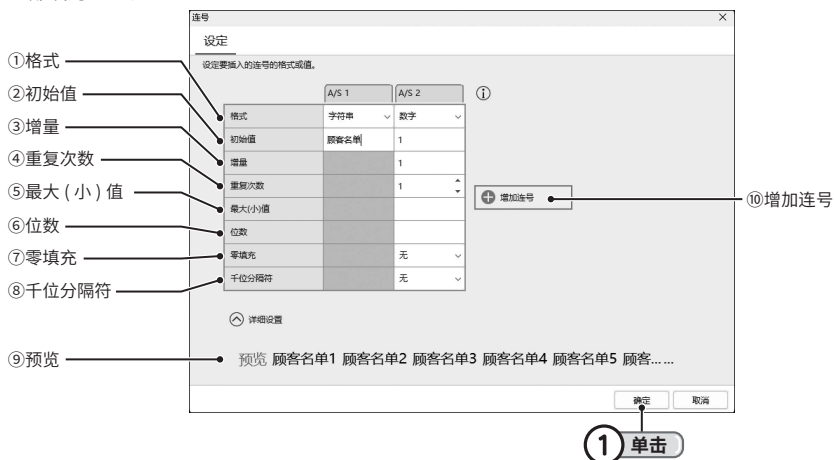 连号
设定
设定要插入的连号的格式或值。
A/S 1 A/S 2
①格式
②初始值
③增量
④重复次数
⑤最大 ( 小 ) 值
⑥位数
⑦零填充
⑧千位分隔符
⑨预览
格式 字符串 数字
初始值 顾客名单 1
增量 1
重复次数 1
最大(小)值
位数
零填充 无
千位分隔符 无
增加连号
⑩增加连号
详细设置
预览 顾客名单1 顾客名单2 顾客名单3 顾客名单4 顾客名单5 顾客... ...
确定 取消
1 单击